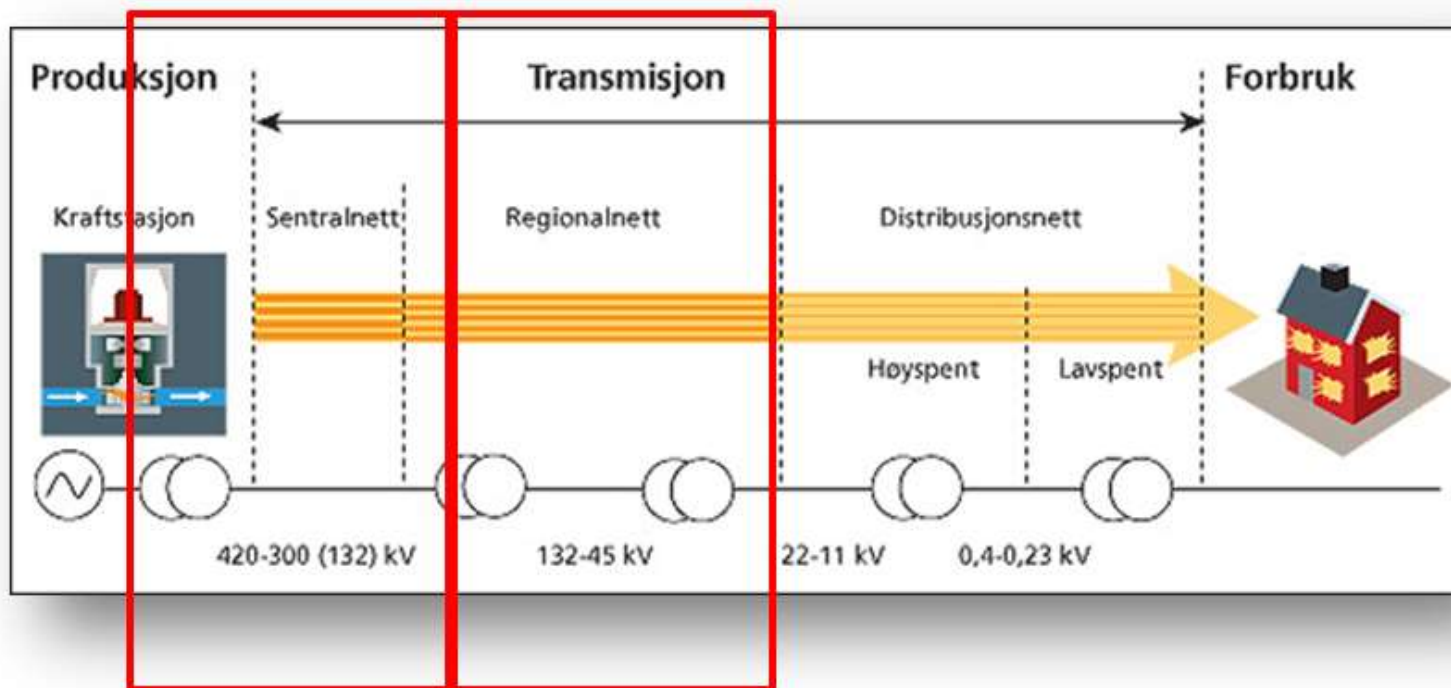 Produksjon
Transmisjon
Forbruk
Kraftstasjon
Sentralnett
Regionalnett
Distribusjonsnett
Høyspent
Lavspent
420-300 (132) kV
132-45 kV
22-11 kV
0,4-0,23 kV